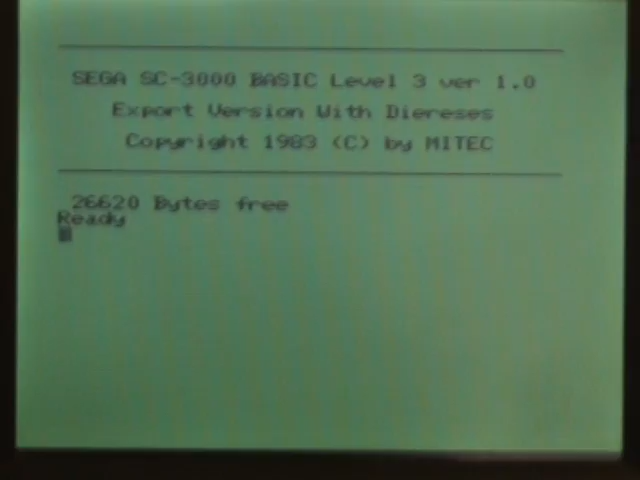 SEGA SC-3000 BASIC Level 3 ver 1.0
Export Version With Diereses
Copyright 1983 (C) by MITEC
26620 Bytes free
Ready